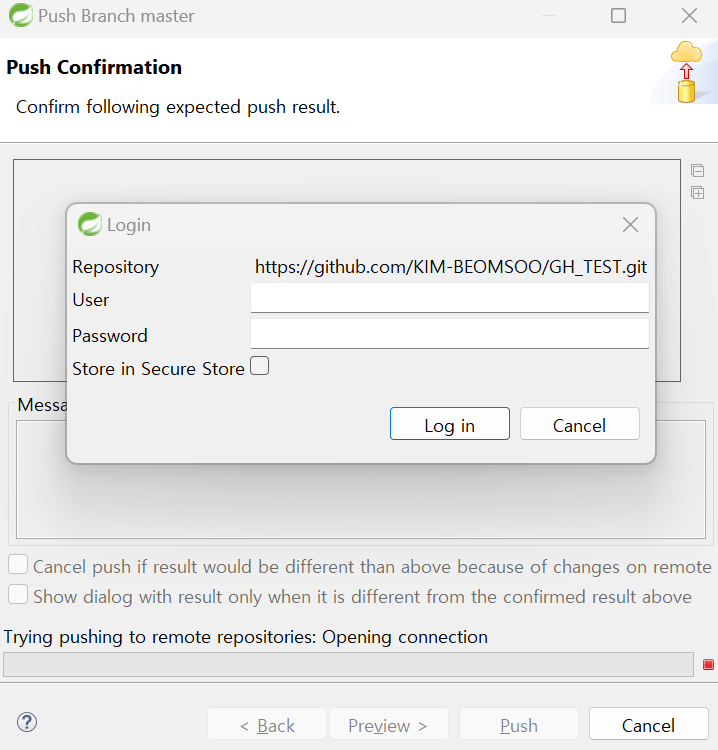 Push Branch master
Push Confirmation
Confirm following expected push result.
Login
Repository https://github.com/KIM-BEOMSOO/GH_TEST.git
User
Password
Store in Secure Store
Log in Cancel
Messa
Cancel push if result would be different than above because of changes on remote
Show dialog with result only when it is different from the confirmed result above
Trying pushing to remote repositories: Opening connection
< Back Preview > Push Cancel